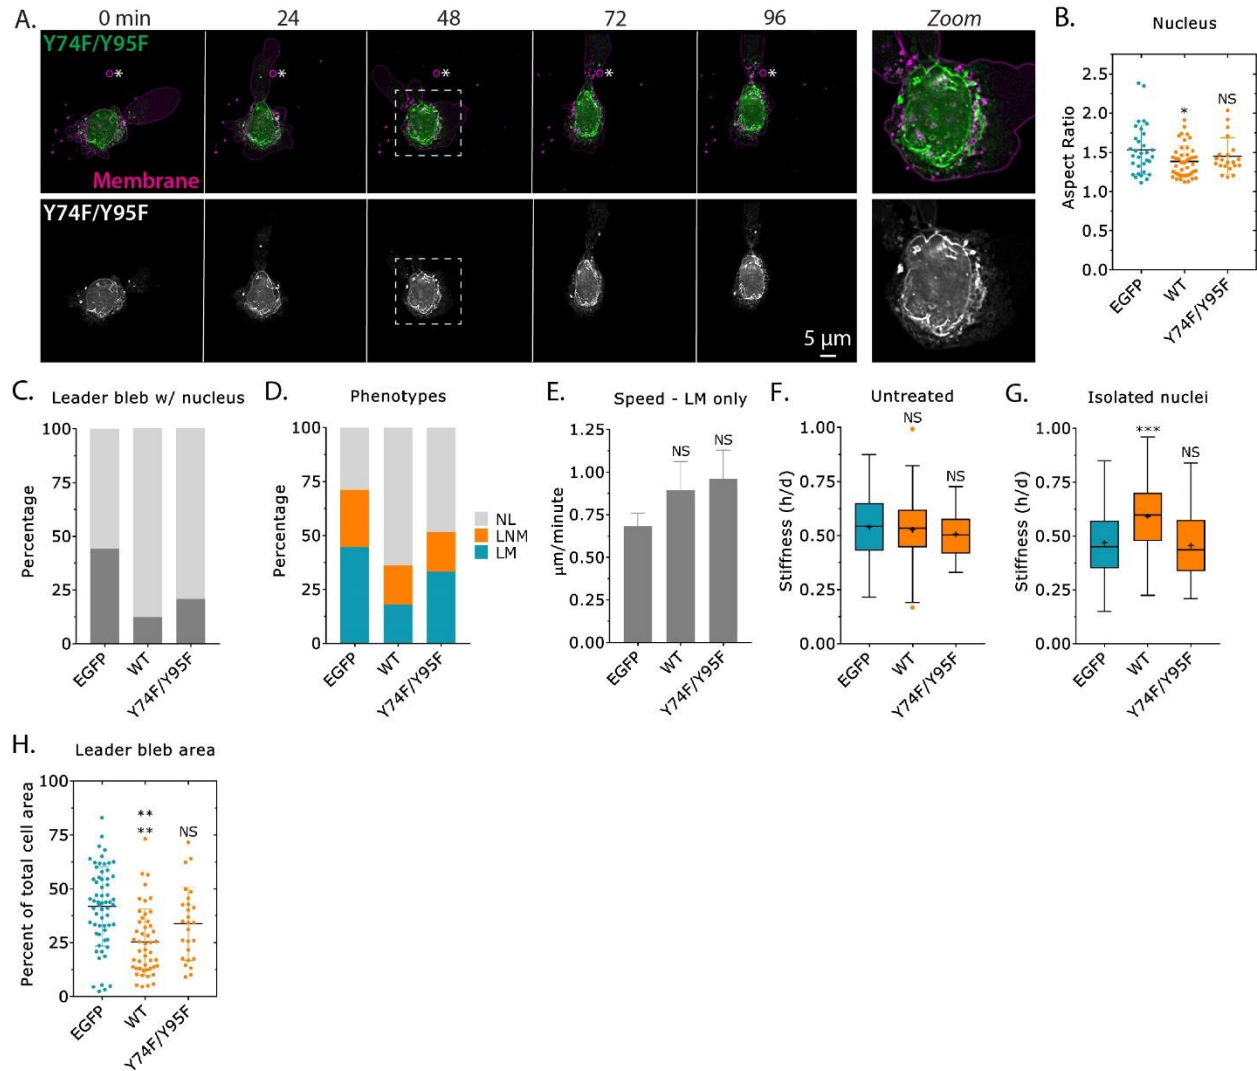 A.
0 min 24 48 72 96 Zoom
Y74F/Y95F
*
*
*
*
*
Membrane
Y74F/Y95F
5 µm
B.
Nucleus
Aspect Ratio
2.5
2.0
1.5
1.0
0.5
0.0
*
NS
EGFP
WT
Y74F/Y95F
C.
Leader bleb w/ nucleus
Percentage
100
75
50
25
0
EGFP
WT
Y74F/Y95F
D.
Phenotypes
Percentage
100
75
50
25
0
NL
LNM
LM
EGFP
WT
Y74F/Y95F
E.
Speed - LM only
µm/minute
1.25
1.00
0.75
0.50
0.25
0.00
NS
NS
EGFP
WT
Y74F/Y95F
F.
Untreated
Stiffness (h/d)
1.00
0.75
0.50
0.25
0.00
NS
NS
EGFP
WT
Y74F/Y95F
G.
Isolated nuclei
Stiffness (h/d)
1.00
0.75
0.50
0.25
0.00
***
NS
EGFP
WT
Y74F/Y95F
H.
Leader bleb area
Percent of total cell area
100
75
50
25
0
**
**
NS
EGFP
WT
Y74F/Y95F